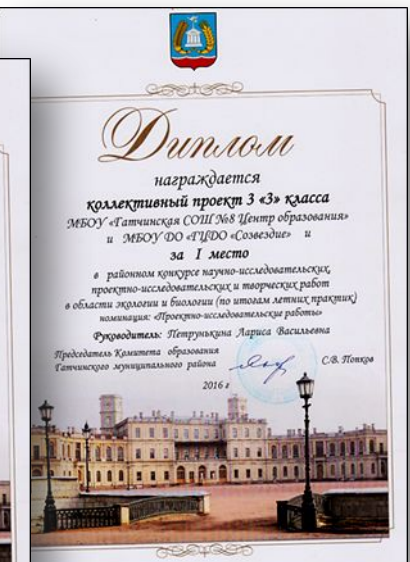 Диплом
награждается
коллективный проект 3 «З» класса
МБОУ «Гатчинская СОШ №8 Центр образования»
и МБОУ ДО «ГЦДО «Созвездие» и
за I место
в районном конкурсе научно-исследовательских,
проектно-исследовательских и творческих работ
в области экологии и биологии (по итогам летних практик)
номинация: «Проектно-исследовательские работы»
Руководитель: Петрунькина Лариса Васильевна
Председатель Комитета образования
Гатчинского муниципального района
С.В. Попков
2016 г